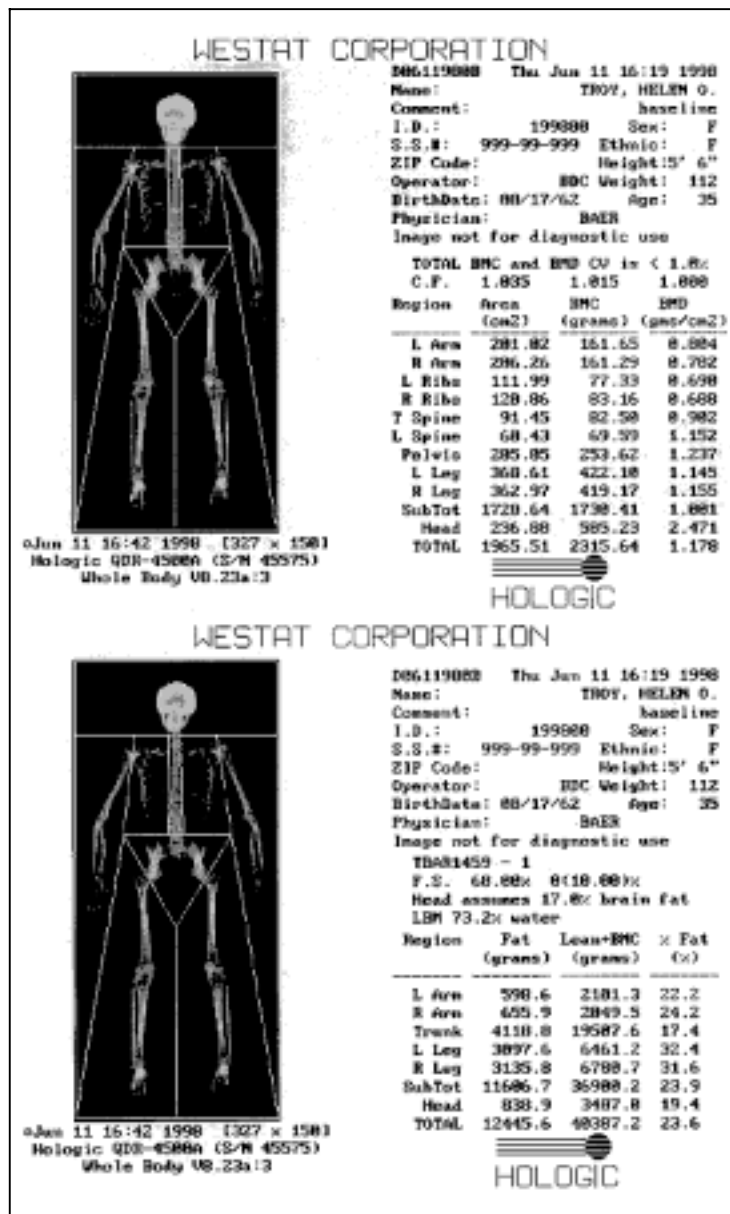 WESTAT CORPORATION
D0611980B Thu Jun 11 16:19 1998
Name: TROY, HELEN O.
Comment: baseline
I.D.: 199800 Sex: F
S.S.#: 999-99-999 Ethnic: F
ZIP Code: Height:5' 6"
Operator: BDC Weight: 112
BirthDate: 08/17/62 Age: 35
Physician: BAER
Image not for diagnostic use
TOTAL BMC and BMD CV is < 1.0%
C.F. 1.035 1.015 1.000
Region Area BMC BMD
(cm2) (grams) (gms/cm2)
L Arm 201.02 161.65 0.804
R Arm 206.26 161.29 0.782
L Ribs 111.99 77.33 0.690
R Ribs 120.86 83.16 0.688
T Spine 91.45 82.50 0.902
L Spine 60.43 69.59 1.152
Pelvis 205.05 253.62 1.237
L Leg 368.61 422.10 1.145
R Leg 362.97 419.17 1.155
SubTot 1728.64 1730.41 1.001
Head 236.88 585.23 2.471
TOTAL 1965.51 2315.64 1.178
Jun 11 16:42 1998 [327 x 150]
Hologic QDR-4500A (S/N 45575)
Whole Body V8.23a:3
HOLOGIC
WESTAT CORPORATION
D0611980B Thu Jun 11 16:19 1998
Name: TROY, HELEN O.
Comment: baseline
I.D.: 199800 Sex: F
S.S.#: 999-99-999 Ethnic: F
ZIP Code: Height:5' 6"
Operator: BDC Weight: 112
BirthDate: 08/17/62 Age: 35
Physician: BAER
Image not for diagnostic use
TBAR1459 - 1
F.S. 68.00% 0(10.00)%
Head assumes 17.0% brain fat
LBM 73.2% water
Region Fat Lean+BMC % Fat
(grams) (grams) (%)
L Arm 598.6 2101.3 22.2
R Arm 655.9 2049.5 24.2
Trunk 4118.8 19507.6 17.4
L Leg 3097.6 6461.2 32.4
R Leg 3135.8 6780.7 31.6
SubTot 11606.7 36900.2 23.9
Head 838.9 3487.0 19.4
TOTAL 12445.6 40387.2 23.6
Jun 11 16:42 1998 [327 x 150]
Hologic QDR-4500A (S/N 45575)
Whole Body V8.23a:3
HOLOGIC